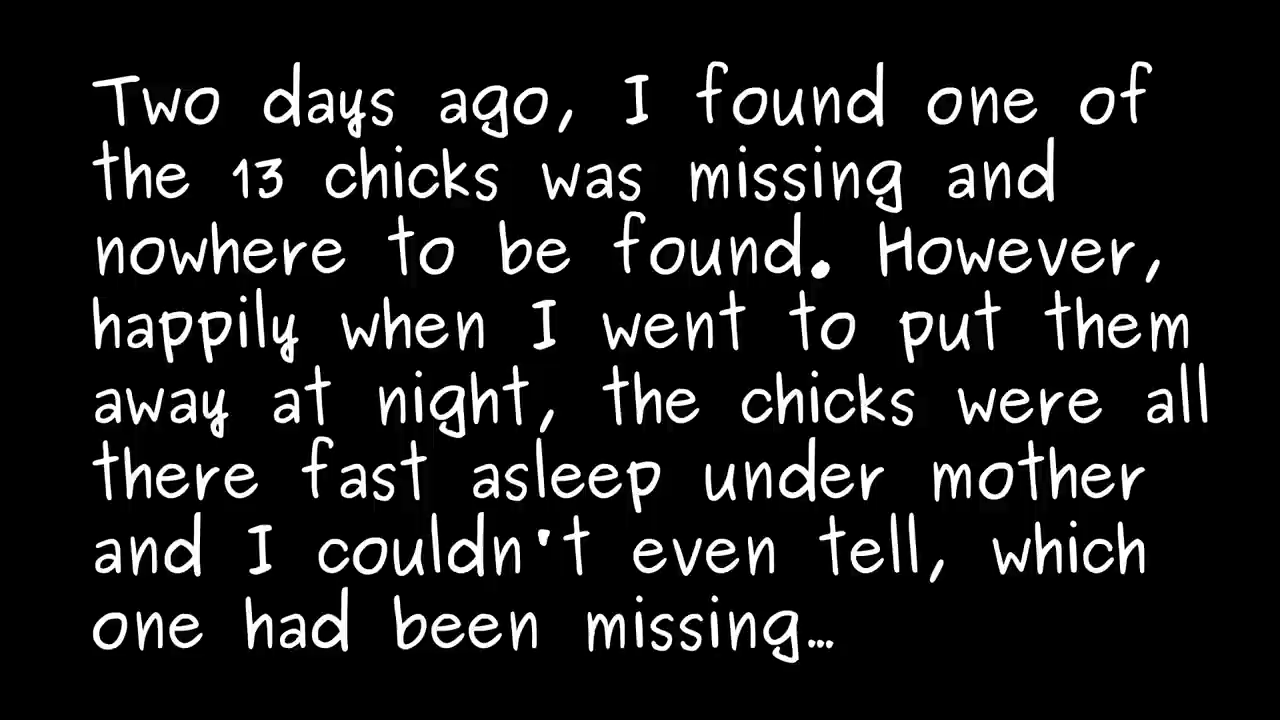 Two days ago, I found one of
the 13 chicks was missing and
nowhere to be found. However,
happily when I went to put them
away at night, the chicks were all
there fast asleep under mother
and I couldn't even tell, which
one had been missing...